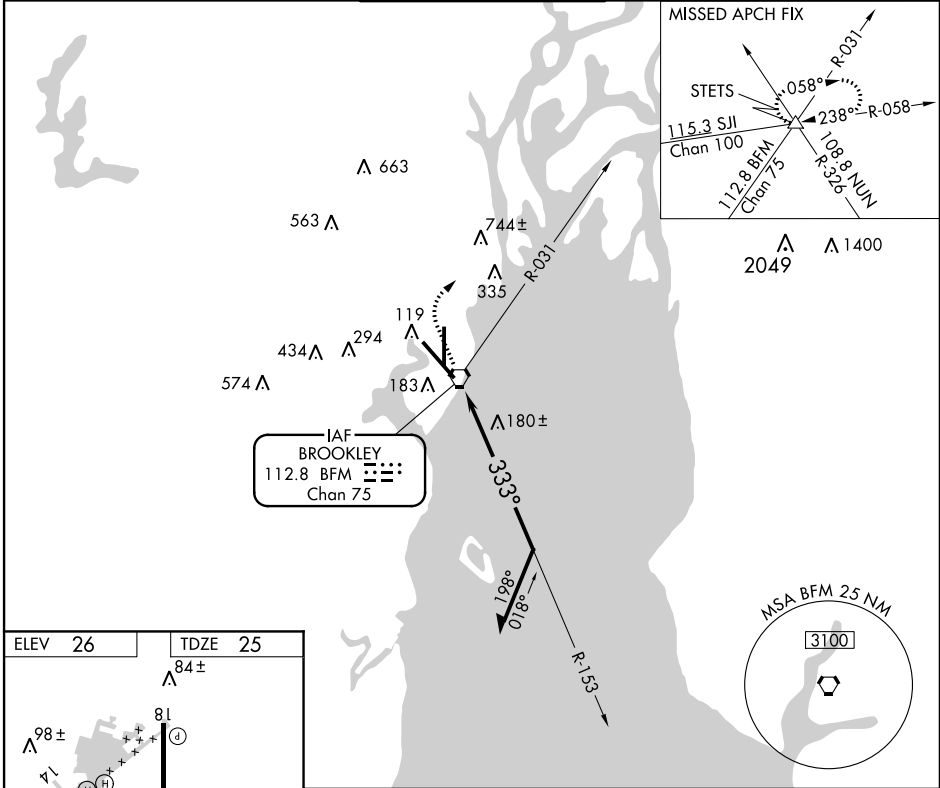 MISSED APCH FIX
R-031
058°
STETS
238°
R-058
115.3 SJI
Chan 100
112.8 BFM
Chan 75
108.8 NUN
R-326
663
563
744±
335
R-031
2049
1400
119
434
294
574
183
180±
IAF
BROOKLEY
112.8 BFM
Chan 75
333°
198°
018°
R-153
MSA BFM 25 NM
3100
ELEV 26
TDZE 25
84±
18
P
98±
14
H